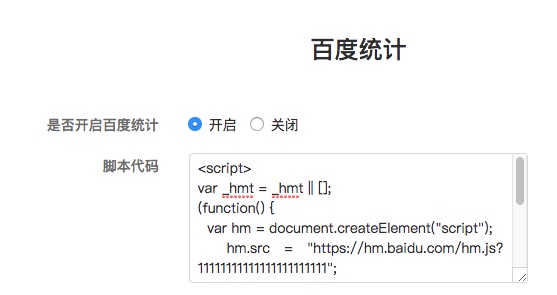 百度统计
是否开启百度统计 开启 关闭
脚本代码
<script>
var _hmt = _hmt || [];
(function() {
var hm = document.createElement("script");
hm.src = "https://hm.baidu.com/hm.js?
11111111111111111111111";